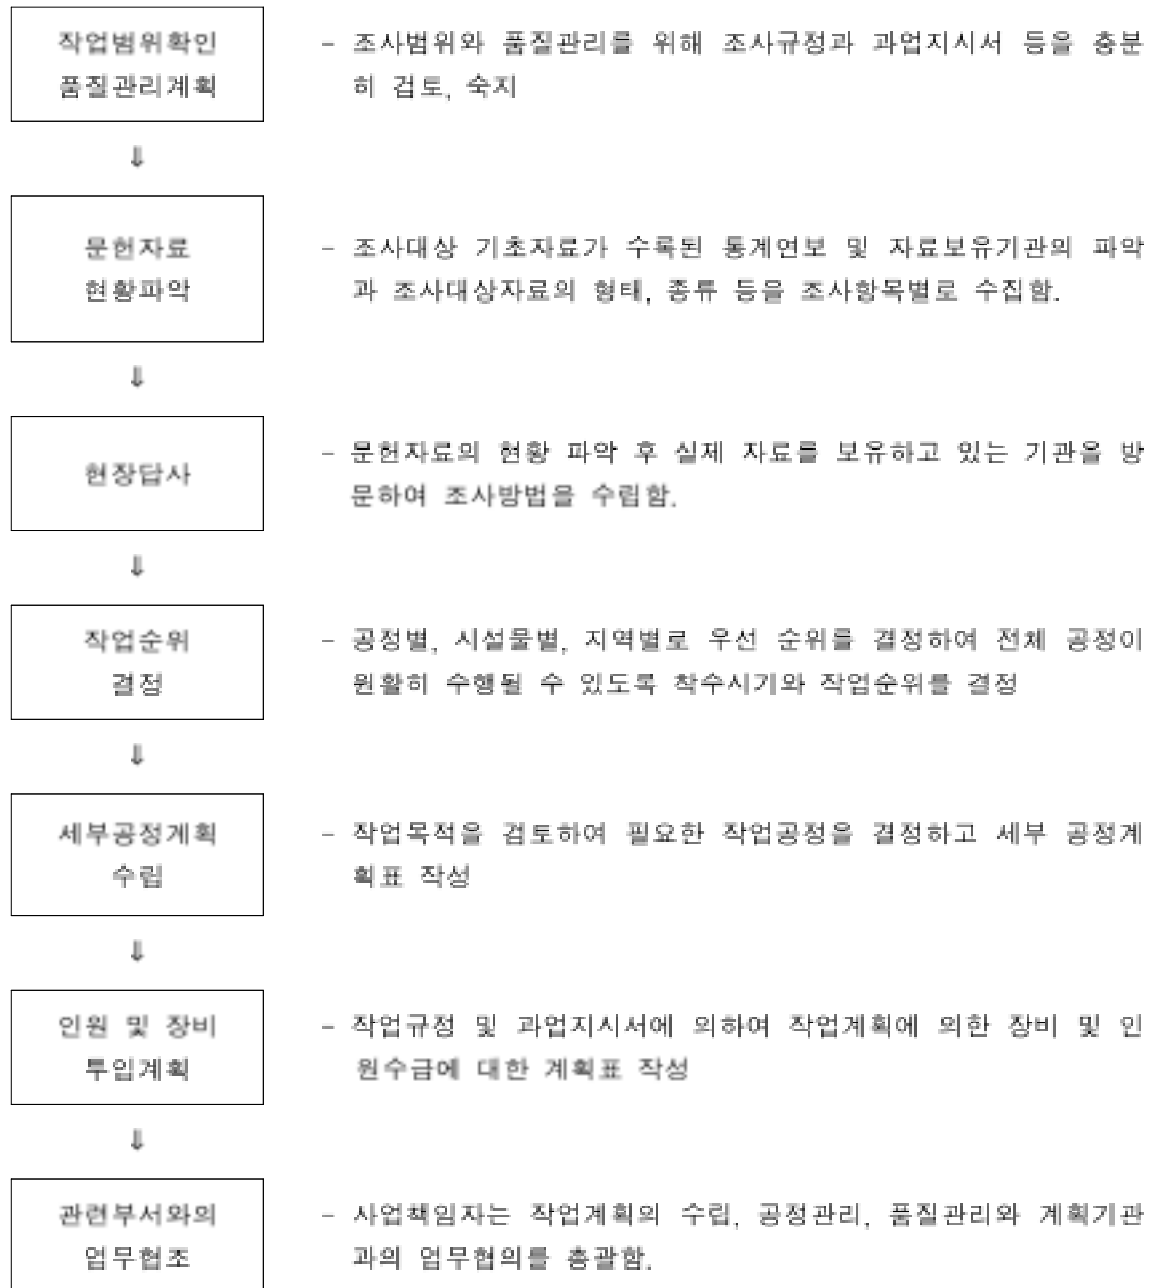 작업범위확인
품질관리계획
– 조사범위와 품질관리를 위해 조사규정과 과업지시서 등을 충분
히 검토, 숙지
⇓
문헌자료
현황파악
– 조사대상 기초자료가 수록된 통계연보 및 자료보유기관의 파악
과 조사대상자료의 형태, 종류 등을 조사항목별로 수집함.
⇓
현장답사
– 문헌자료의 현황 파악 후 실제 자료를 보유하고 있는 기관을 방
문하여 조사방법을 수립함.
⇓
작업순위
결정
– 공정별, 시설물별, 지역별로 우선 순위를 결정하여 전체 공정이
원활히 수행될 수 있도록 착수시기와 작업순위를 결정
⇓
세부공정계획
수립
– 작업목적을 검토하여 필요한 작업공정을 결정하고 세부 공정계
획표 작성
⇓
인원 및 장비
투입계획
– 작업규정 및 과업지시서에 의하여 작업계획에 의한 장비 및 인
원수급에 대한 계획표 작성
⇓
관련부서와의
업무협조
– 사업책임자는 작업계획의 수립, 공정관리, 품질관리와 계획기관
과의 업무협의를 총괄함.